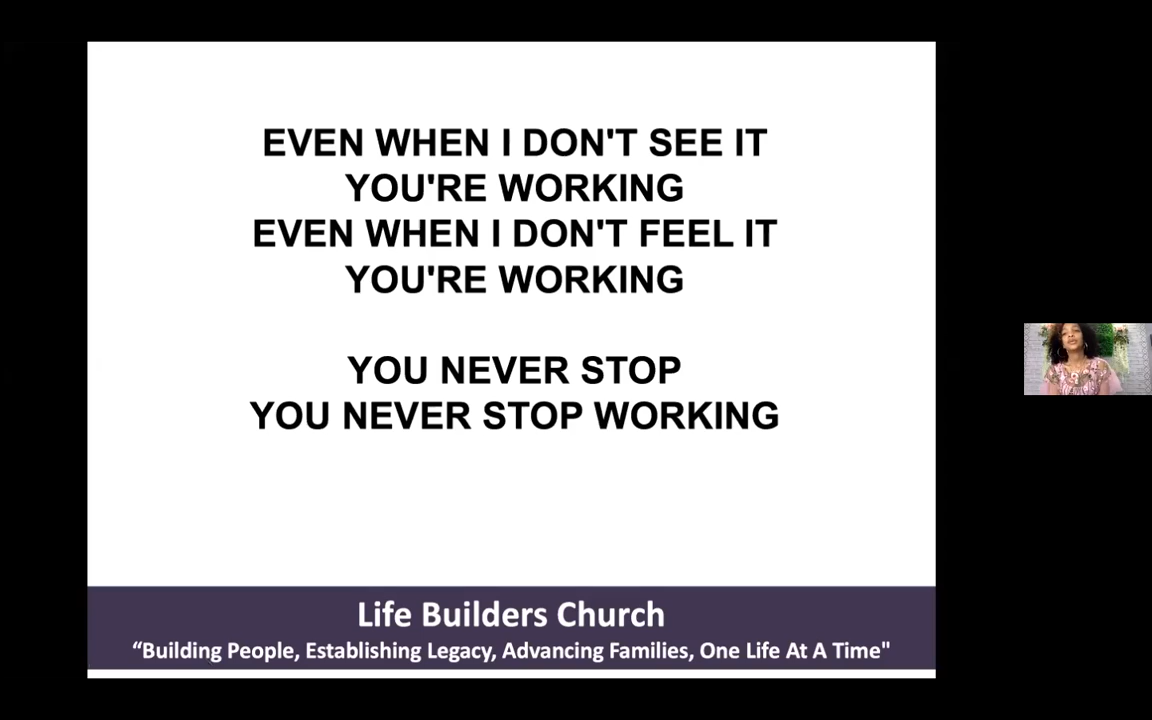 EVEN WHEN I DON'T SEE IT
YOU'RE WORKING
EVEN WHEN I DON'T FEEL IT
YOU'RE WORKING
YOU NEVER STOP
YOU NEVER STOP WORKING
Life Builders Church
“Building People, Establishing Legacy, Advancing Families, One Life At A Time"